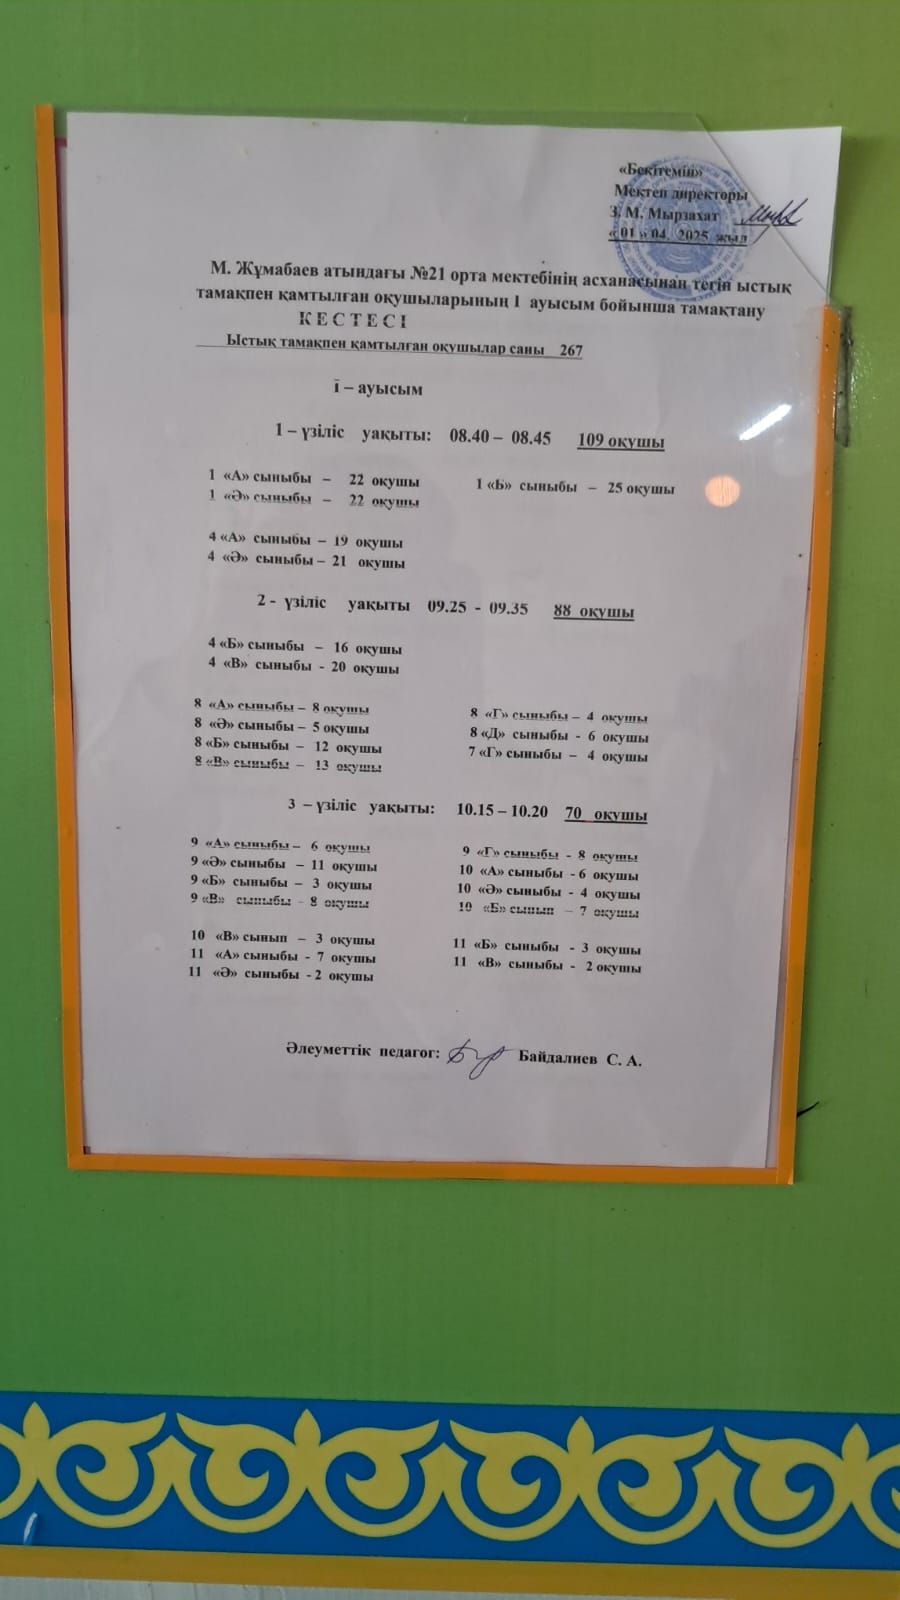 «Бекітемін»
Мектеп директоры
З. М. Мырзахат
« 01 » 04. 2025 жыл
М. Жұмабаев атындағы №21 орта мектебінің асханасынан тегін ыстық
тамақпен қамтылған оқушыларының І ауысым бойынша тамақтану
К Е С Т Е С І
Ыстық тамақпен қамтылған оқушылар саны 267
І – ауысым
1 – үзіліс уақыты: 08.40 – 08.45 109 оқушы
1 «А» сыныбы – 22 оқушы 1 «Б» сыныбы – 25 оқушы
1 «Ә» сыныбы – 22 оқушы
4 «А» сыныбы – 19 оқушы
4 «Ә» сыныбы – 21 оқушы
2 - үзіліс уақыты 09.25 - 09.35 88 оқушы
4 «Б» сыныбы – 16 оқушы
4 «В» сыныбы - 20 оқушы
8 «А» сыныбы – 8 оқушы 8 «Г» сыныбы – 4 оқушы
8 «Ә» сыныбы – 5 оқушы 8 «Д» сыныбы - 6 оқушы
8 «Б» сыныбы – 12 оқушы 7 «Г» сыныбы – 4 оқушы
8 «В» сыныбы – 13 оқушы
3 – үзіліс уақыты: 10.15 – 10.20 70 оқушы
9 «А» сыныбы – 6 оқушы 9 «Г» сыныбы - 8 оқушы
9 «Ә» сыныбы – 11 оқушы 10 «А» сыныбы - 6 оқушы
9 «Б» сыныбы – 3 оқушы 10 «Ә» сыныбы - 4 оқушы
9 «В» сыныбы - 8 оқушы 10 «Б» сынып – 7 оқушы
10 «В» сынып – 3 оқушы 11 «Б» сыныбы - 3 оқушы
11 «А» сыныбы - 7 оқушы 11 «В» сыныбы - 2 оқушы
11 «Ә» сыныбы - 2 оқушы
Әлеуметтік педагог: Байдалиев С. А.